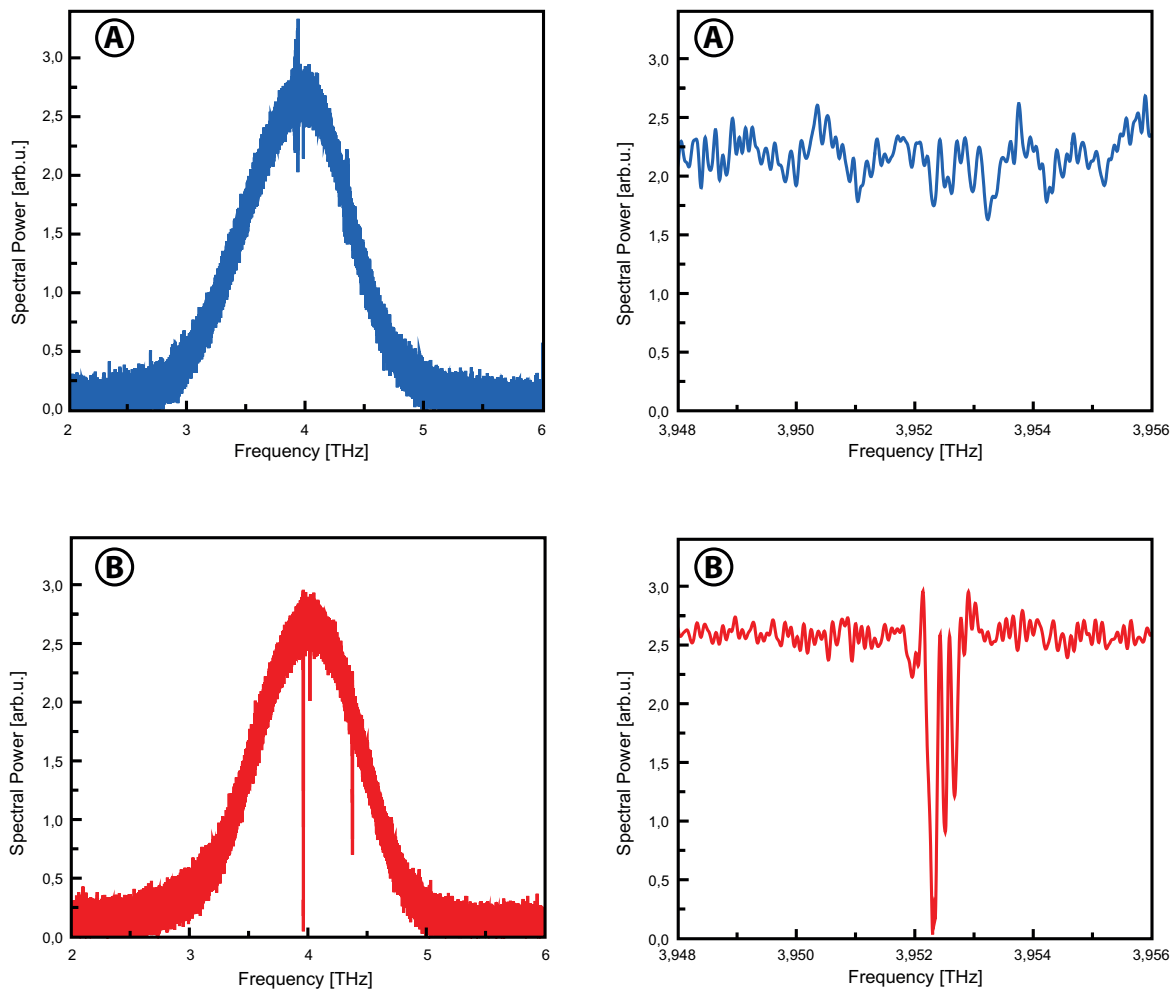 A
Spectral Power [arb.u.]
3,0
2,5
2,0
1,5
1,0
0,5
0,0
2 3 4 5 6
Frequency [THz]
A
Spectral Power [arb.u.]
3,0
2,5
2,0
1,5
1,0
0,5
0,0
3,948 3,950 3,952 3,954 3,956
Frequency [THz]
B
Spectral Power [arb.u.]
3,0
2,5
2,0
1,5
1,0
0,5
0,0
2 3 4 5 6
Frequency [THz]
B
Spectral Power [arb.u.]
3,0
2,5
2,0
1,5
1,0
0,5
0,0
3,948 3,950 3,952 3,954 3,956
Frequency [THz]